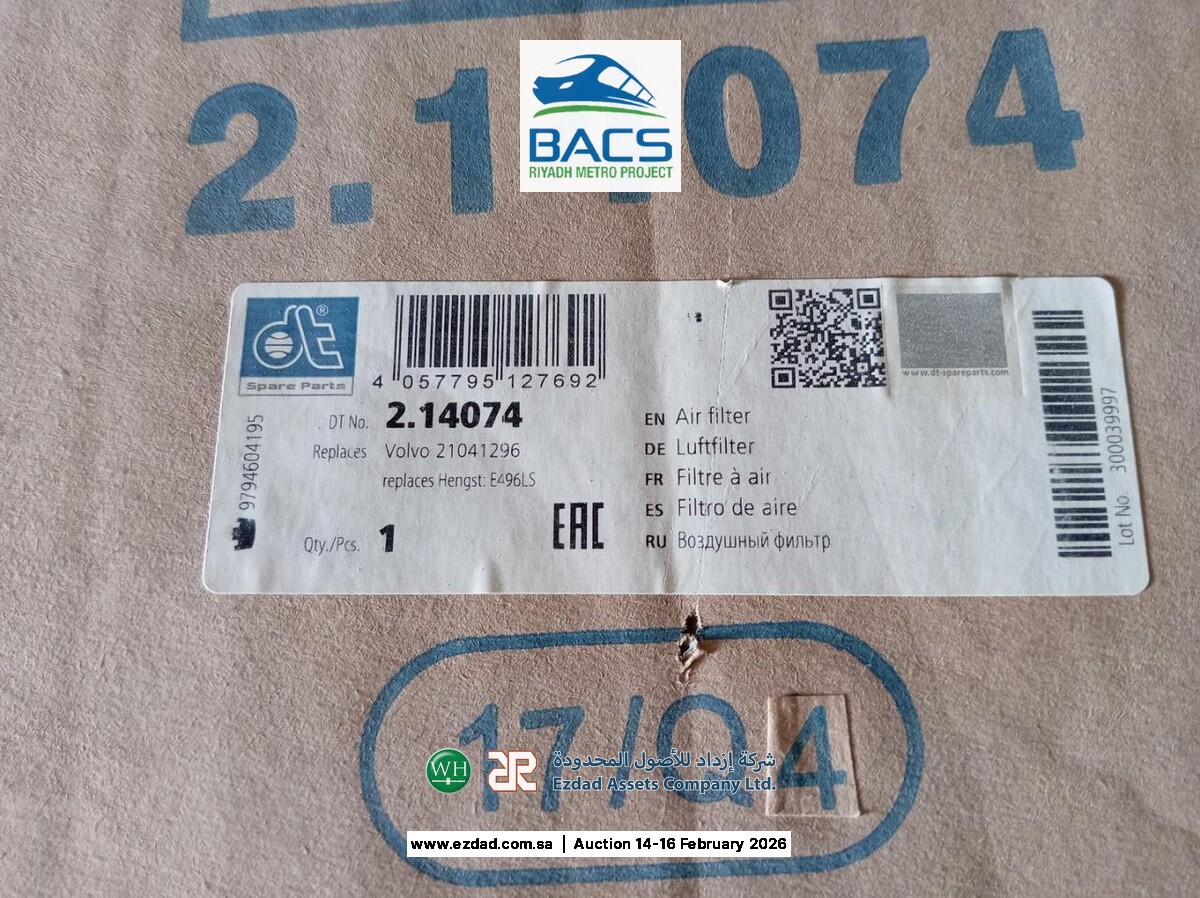 2.14074
BACS
RIYADH METRO PROJECT
dt®
Spare Parts
4 057795 127692
www.dt-spareparts.com
DT No. 2.14074
Replaces Volvo 21041296
replaces Hengst: E496LS
Qty./Pcs. 1
EAC
9794604195
EN Air filter
DE Luftfilter
FR Filtre à air
ES Filtro de aire
RU Воздушный фильтр
Lot No. 300039997
17/Q4
WH
شركة إزداد للأصول المحدودة
Ezdad Assets Company Ltd.
www.ezdad.com.sa | Auction 14-16 February 2026